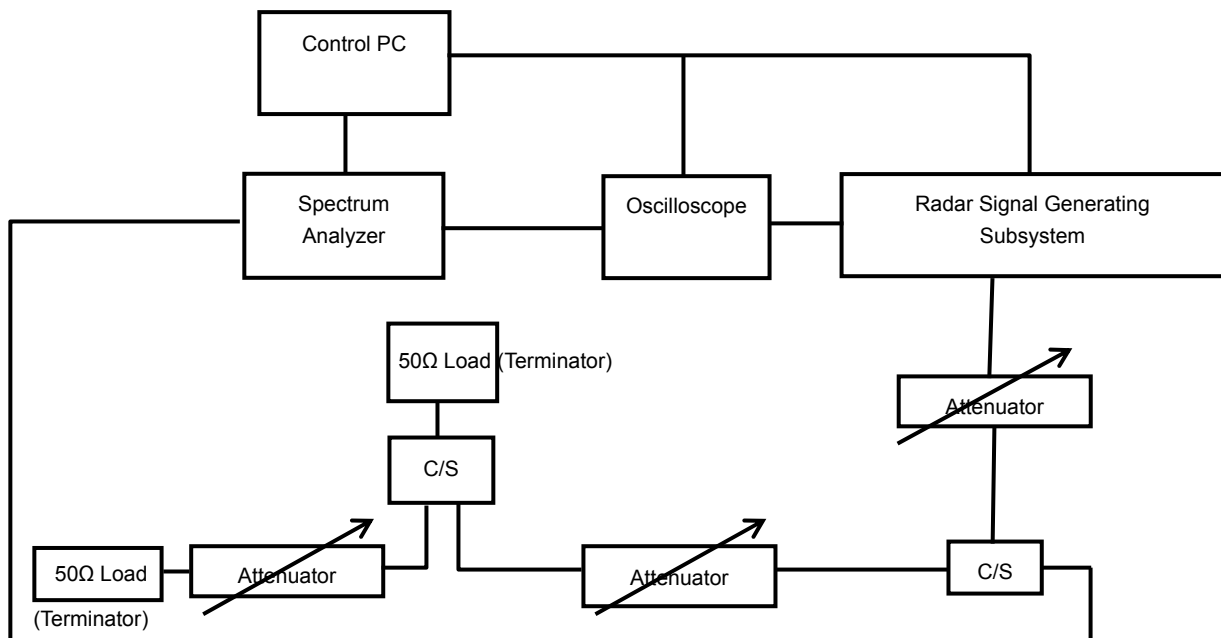 Control PC
Spectrum
Analyzer
Oscilloscope
Radar Signal Generating
Subsystem
50Ω Load (Terminator)
Attenuator
C/S
50Ω Load
(Terminator)
Attenuator
Attenuator
C/S